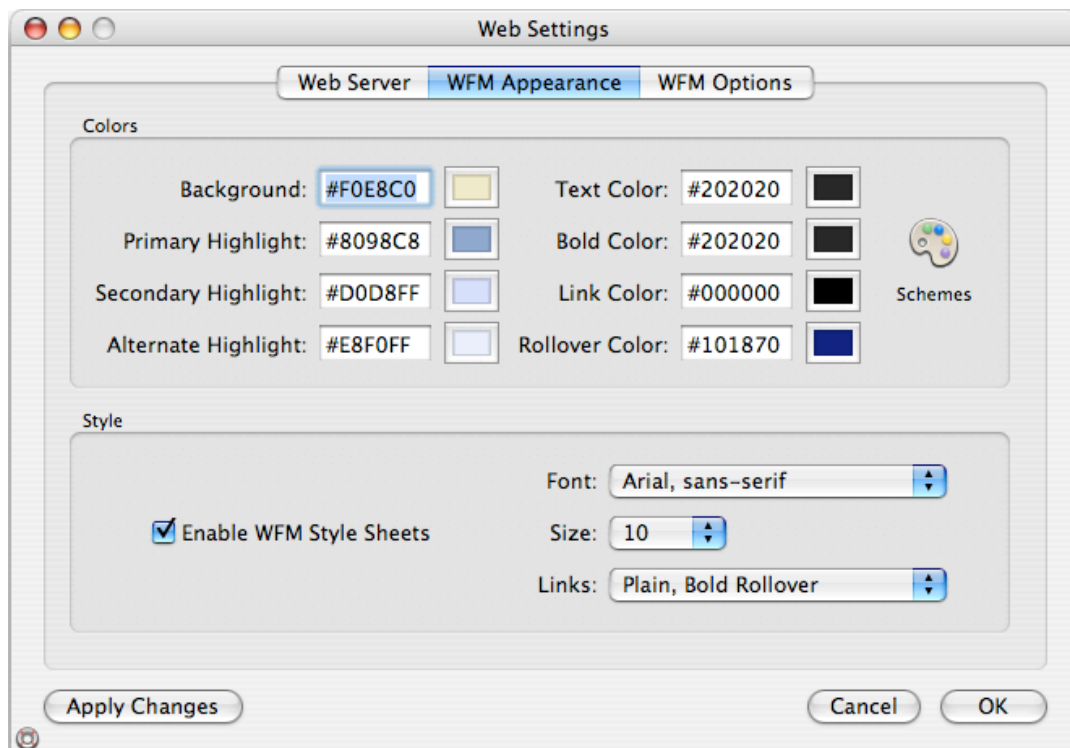 Web Settings
Web Server WFM Appearance WFM Options
Colors
Background: #F0E8C0 Text Color: #202020
Primary Highlight: #8098C8 Bold Color: #202020
Secondary Highlight: #D0D8FF Link Color: #000000 Schemes
Alternate Highlight: #E8F0FF Rollover Color: #101870
Style
Font: Arial, sans-serif
Enable WFM Style Sheets Size: 10
Links: Plain, Bold Rollover
Apply Changes Cancel OK